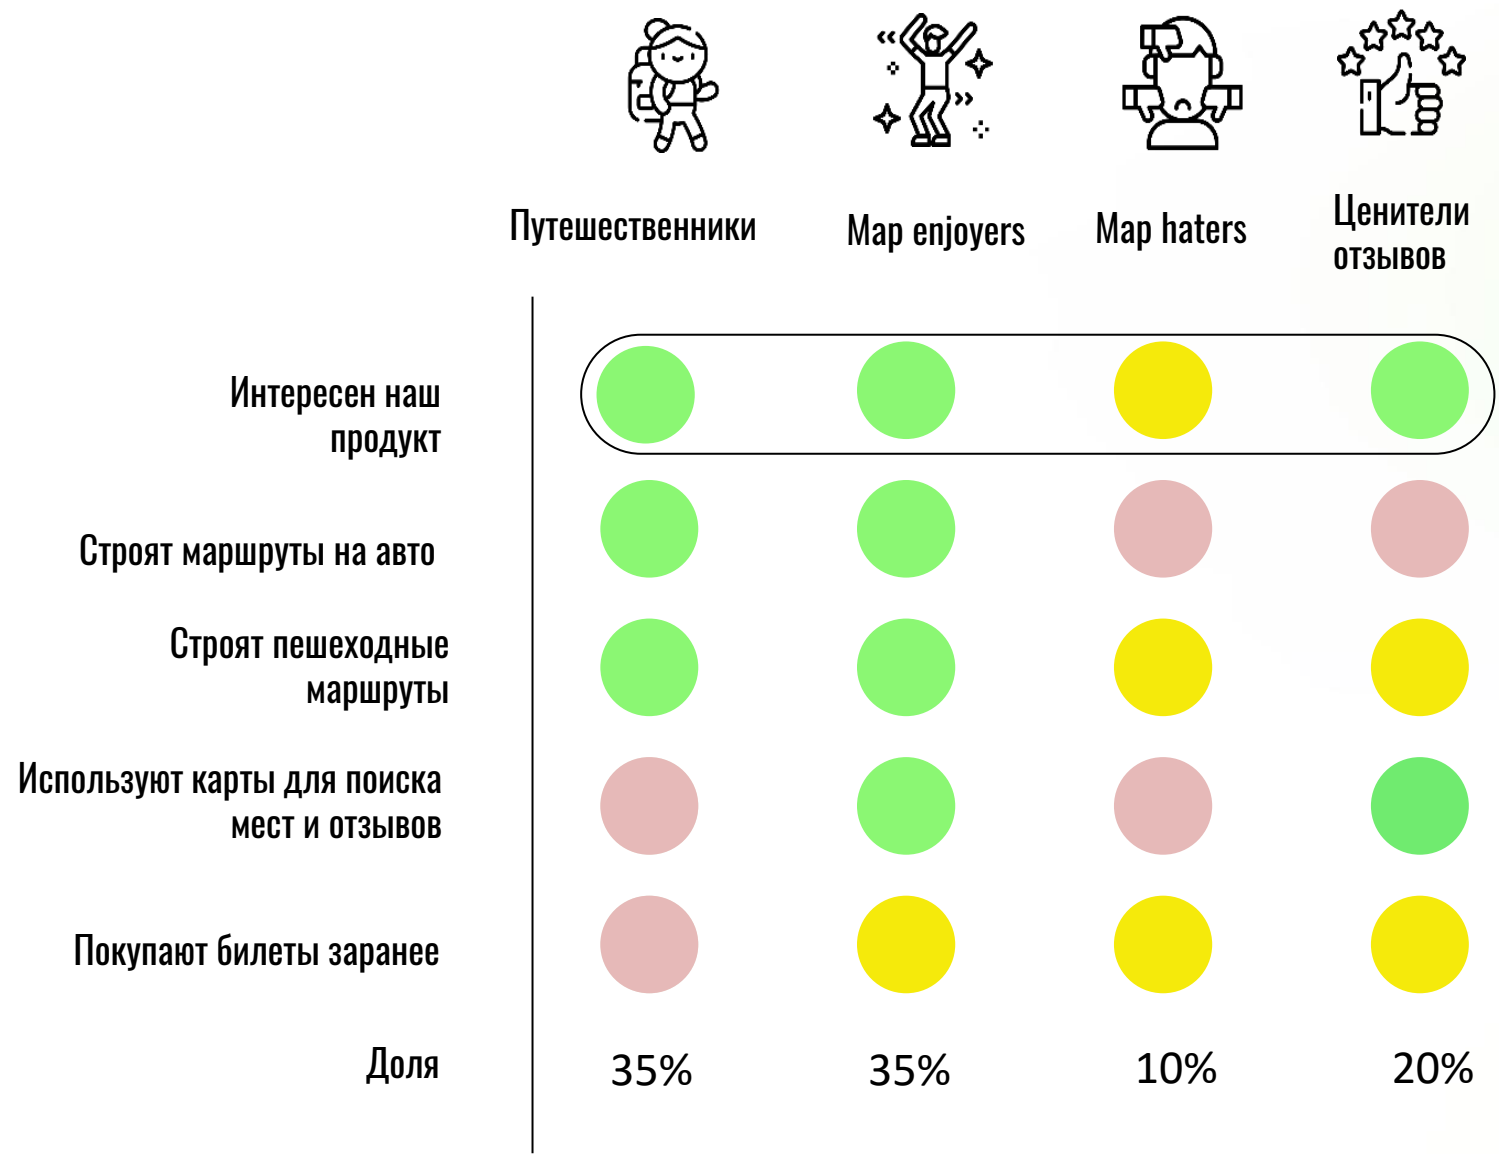 Путешественники
Map enjoyers
Map haters
Ценители
отзывов
Интересен наш
продукт
Строят маршруты на авто
Строят пешеходные
маршруты
Используют карты для поиска
мест и отзывов
Покупают билеты заранее
Доля
35%
35%
10%
20%